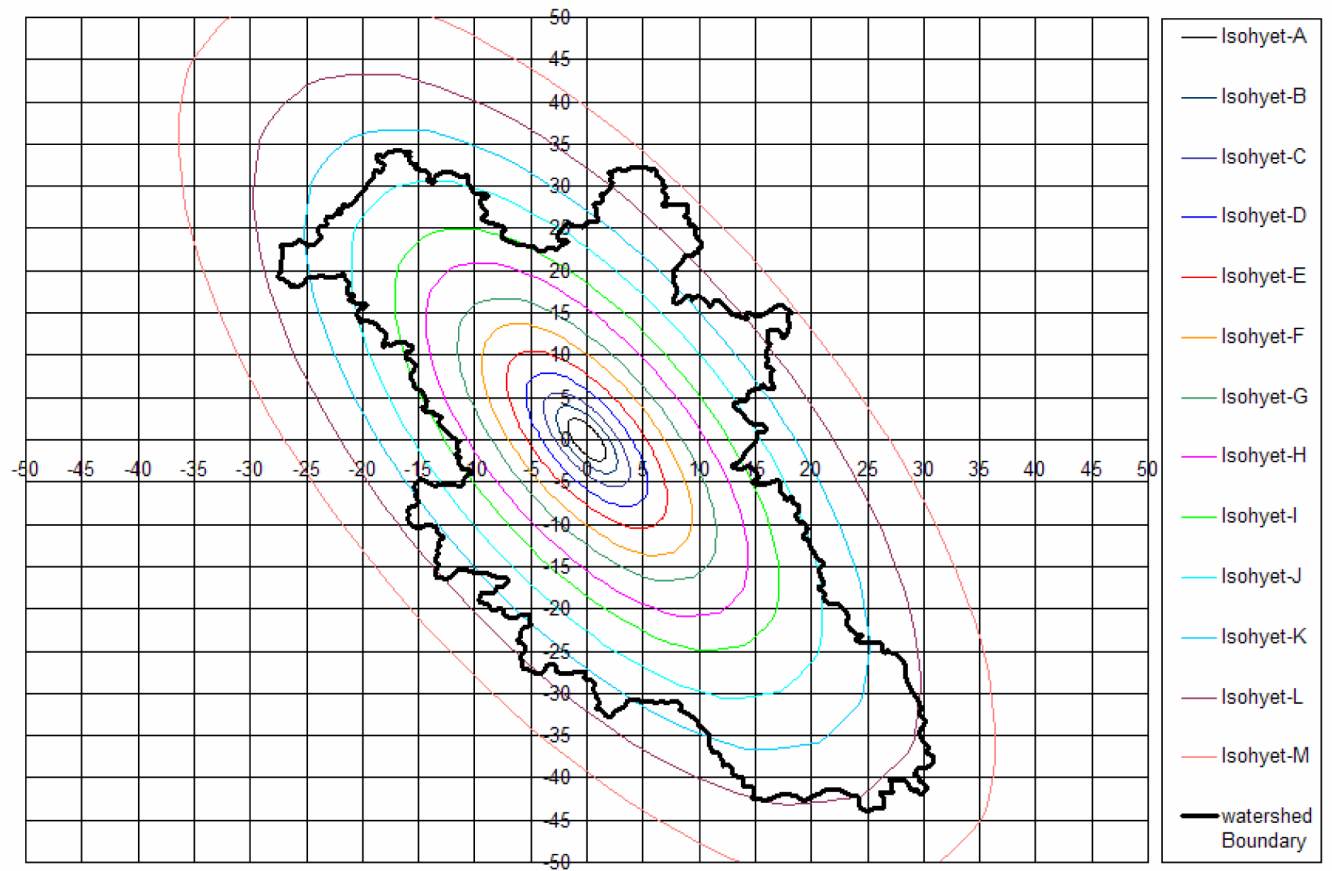 50
45
40
35
30
25
20
15
10
5
0
-50 -45 -40 -35 -30 -25 -20 -15 -10 -5 0 5 10 15 20 25 30 35 40 45 50
-5
-10
-15
-20
-25
-30
-35
-40
-45
-50
Isohyet-A
Isohyet-B
Isohyet-C
Isohyet-D
Isohyet-E
Isohyet-F
Isohyet-G
Isohyet-H
Isohyet-I
Isohyet-J
Isohyet-K
Isohyet-L
Isohyet-M
watershed
Boundary